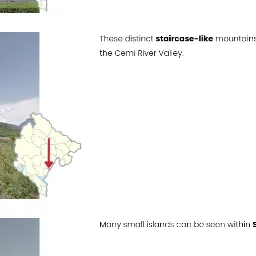 These distinct staircase-like mountains
the Cemi River Valley.
Many small islands can be seen within